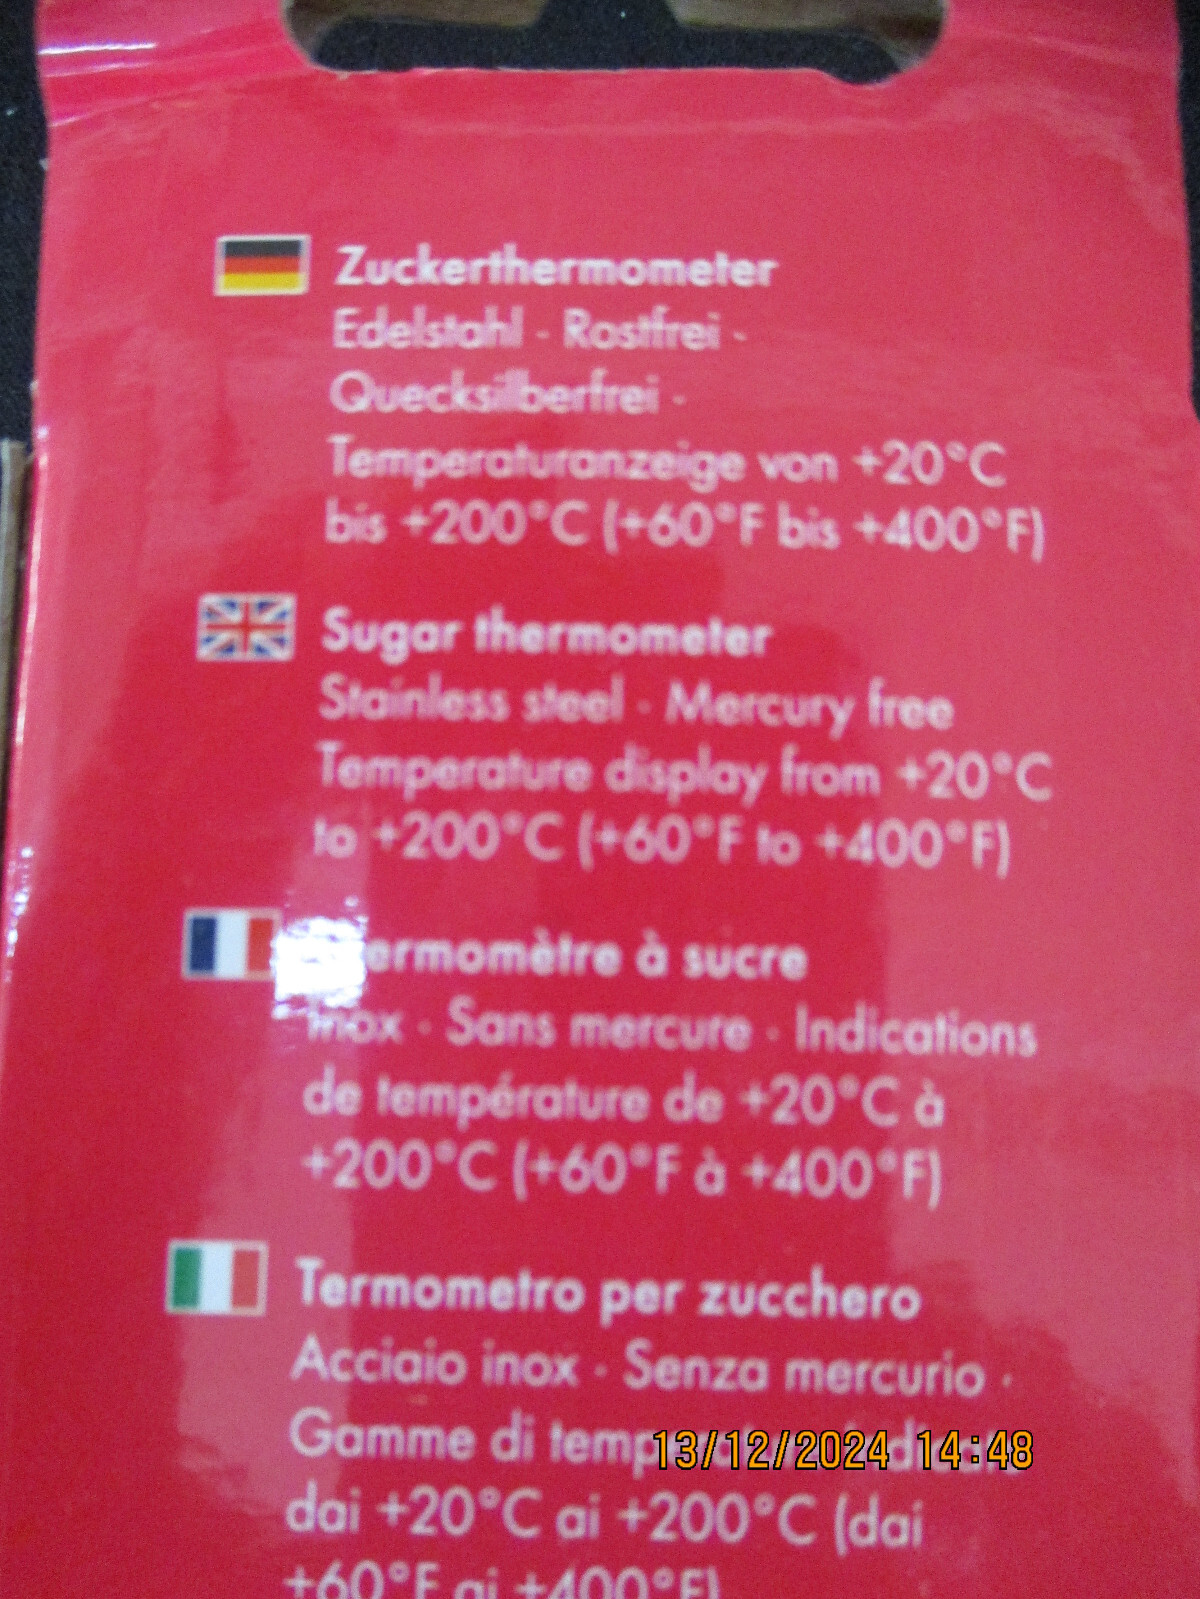 Zuckerthermometer
Edelstahl · Rostfrei ·
Quecksilberfrei ·
Temperaturanzeige von +20°C
bis +200°C (+60°F bis +400°F)
Sugar thermometer
Stainless steel · Mercury free
Temperature display from +20°C
to +200°C (+60°F to +400°F)
ermomètre à sucre
Inox · Sans mercure · Indications
de température de +20°C à
+200°C (+60°F à +400°F)
Termometro per zucchero
Acciaio inox · Senza mercurio ·
Gamme di
13/12/2024 14:48
dai +20°C ai +200°C (dai
+60°F ai +400°F)